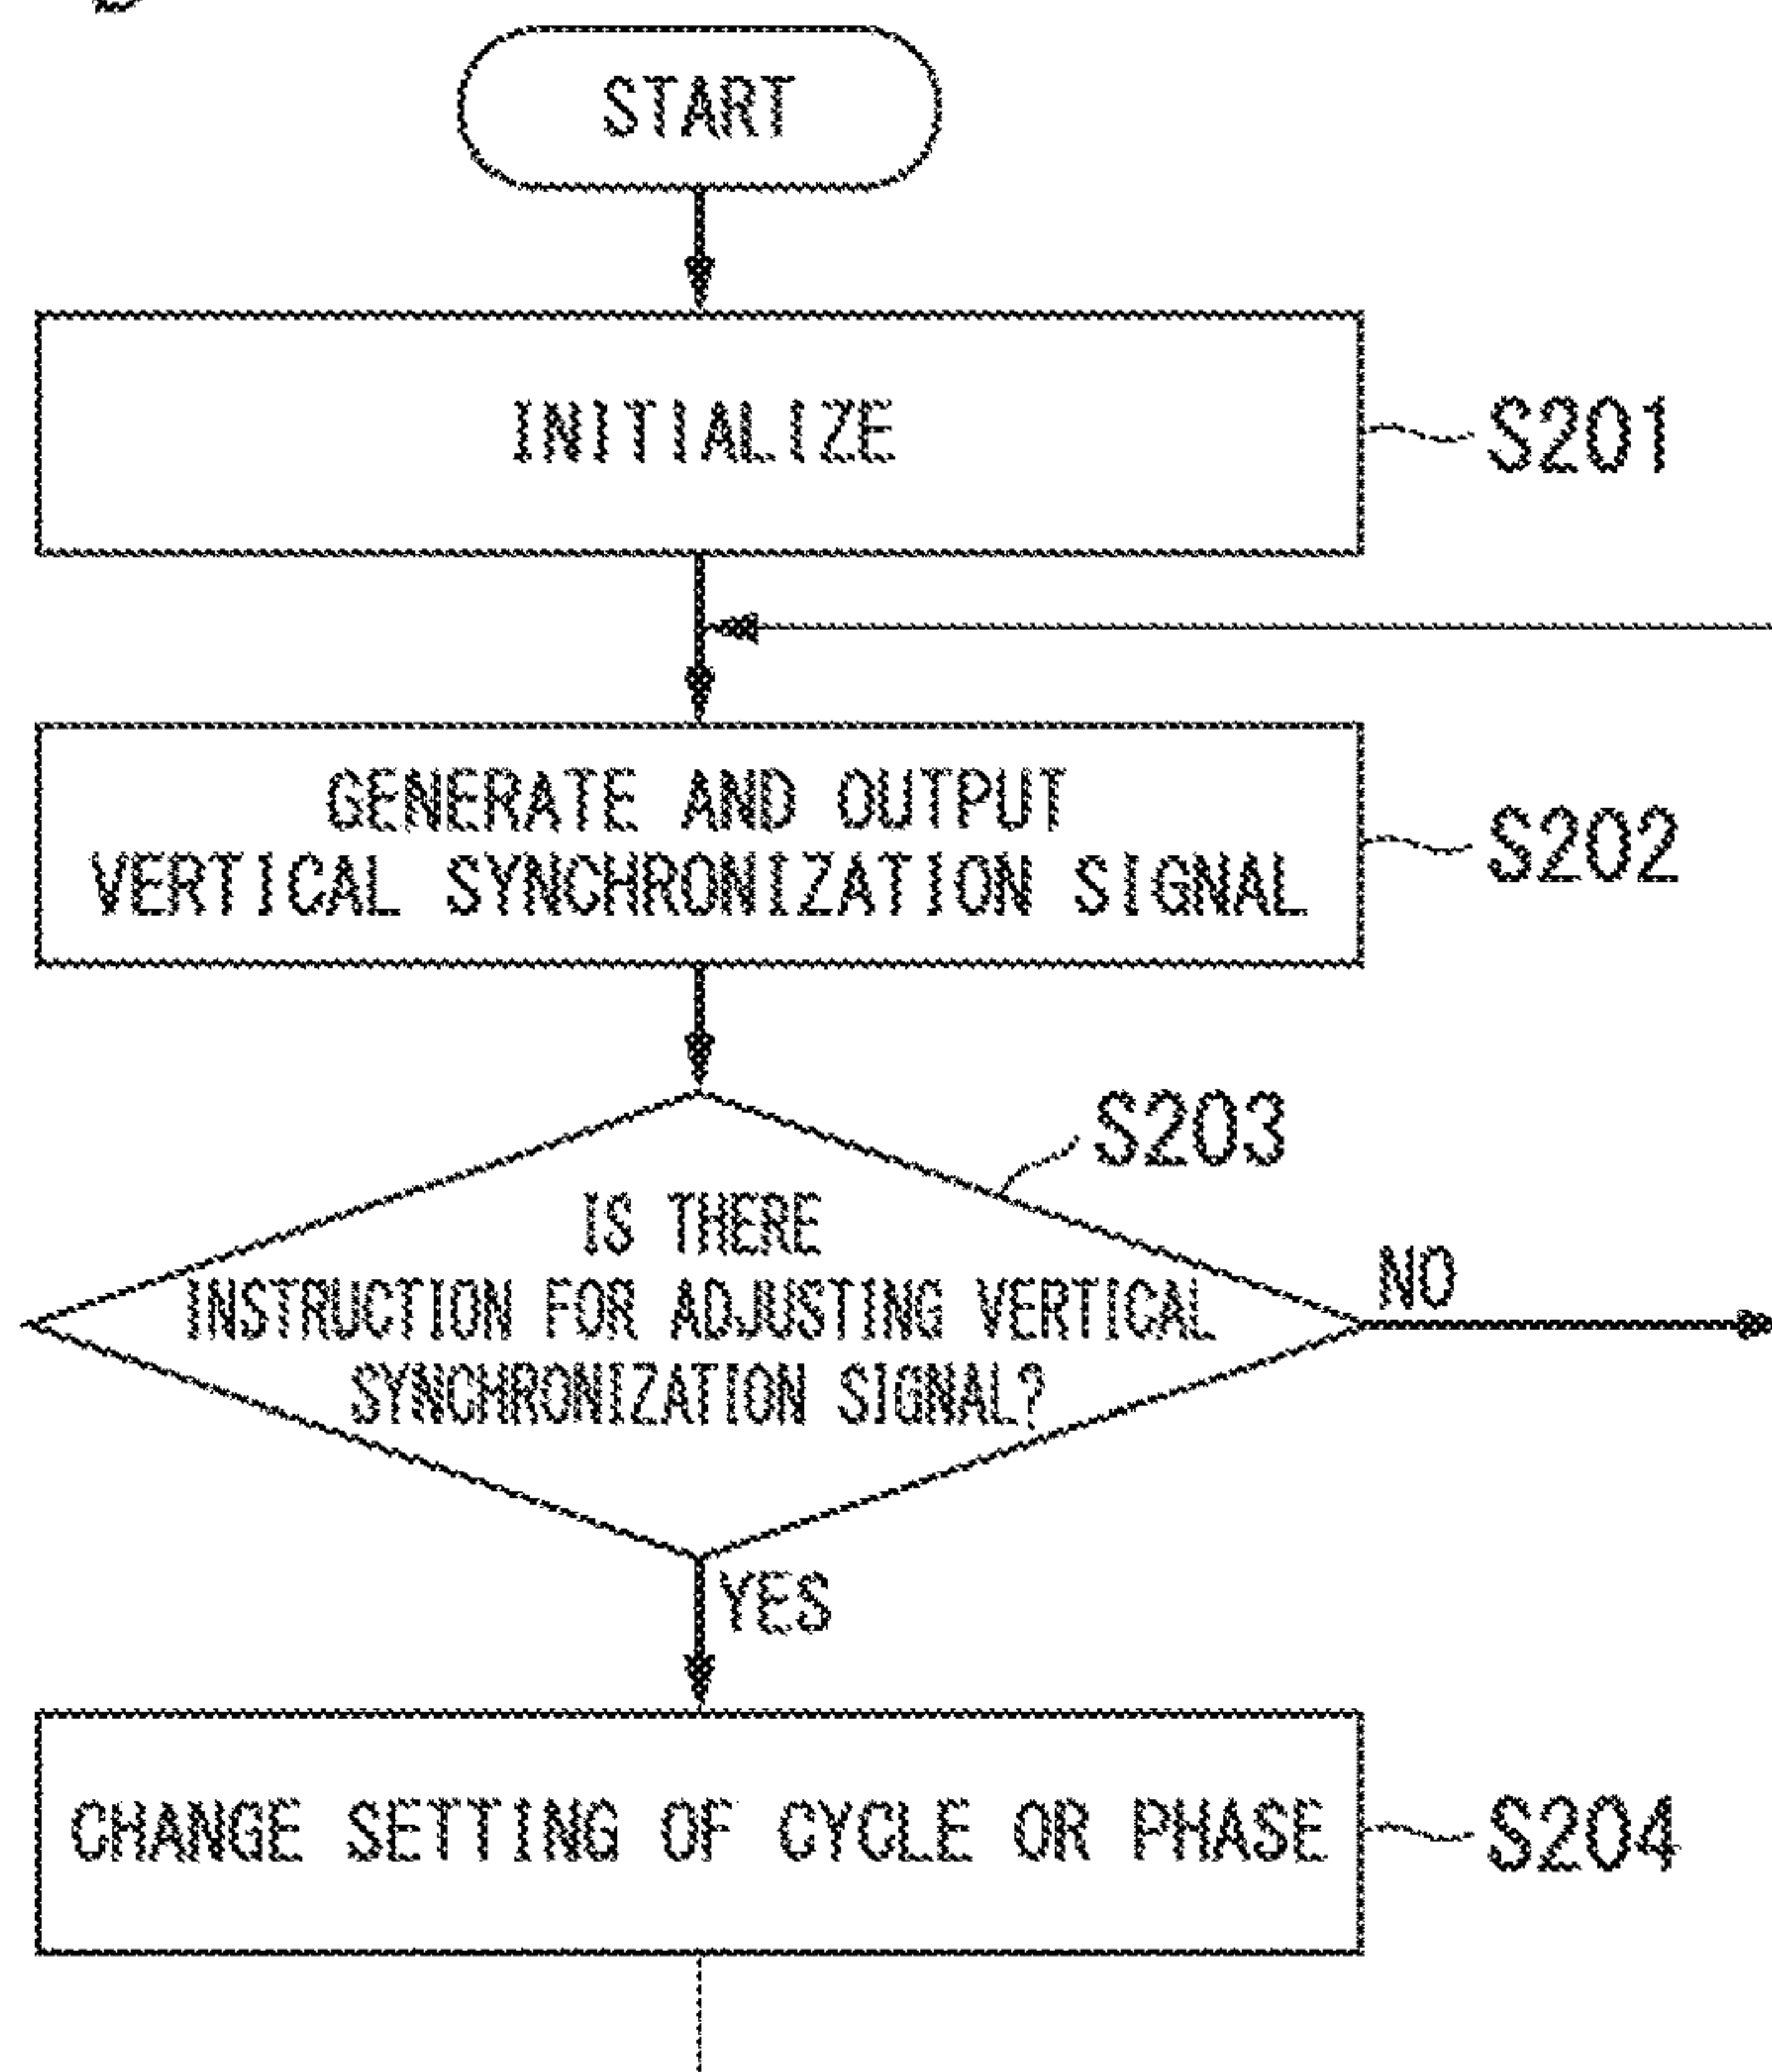 START
INITIALIZE
S201
GENERATE AND OUTPUT
VERTICAL SYNCHRONIZATION SIGNAL
S202
S203
IS THERE
INSTRUCTION FOR ADJUSTING VERTICAL
SYNCHRONIZATION SIGNAL?
NO
YES
CHANGE SETTING OF CYCLE OR PHASE
S204